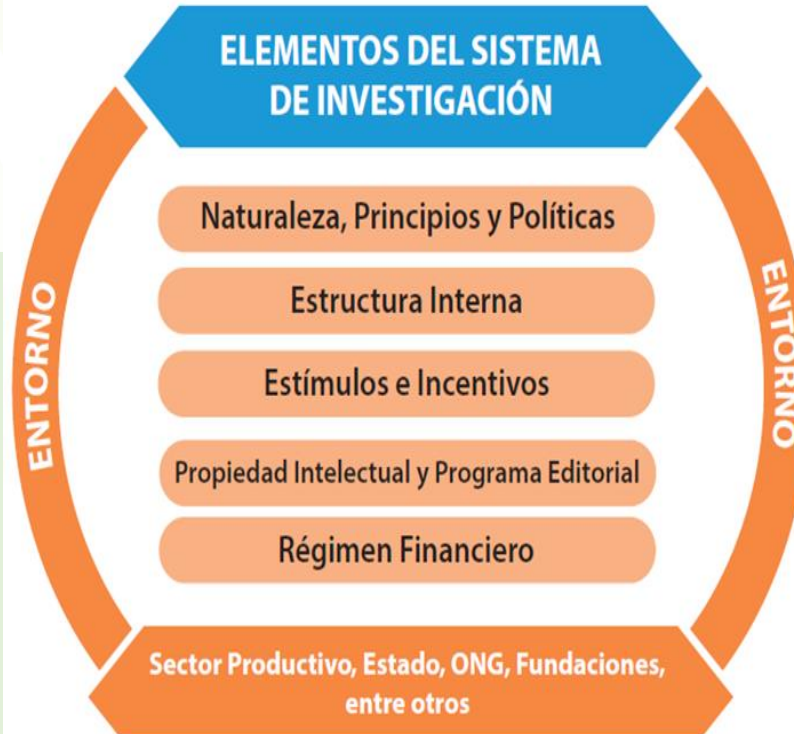 ELEMENTOS DEL SISTEMA
DE INVESTIGACIÓN
ENTORNO
ENTORNO
Naturaleza, Principios y Políticas
Estructura Interna
Estímulos e Incentivos
Propiedad Intelectual y Programa Editorial
Régimen Financiero
Sector Productivo, Estado, ONG, Fundaciones,
entre otros